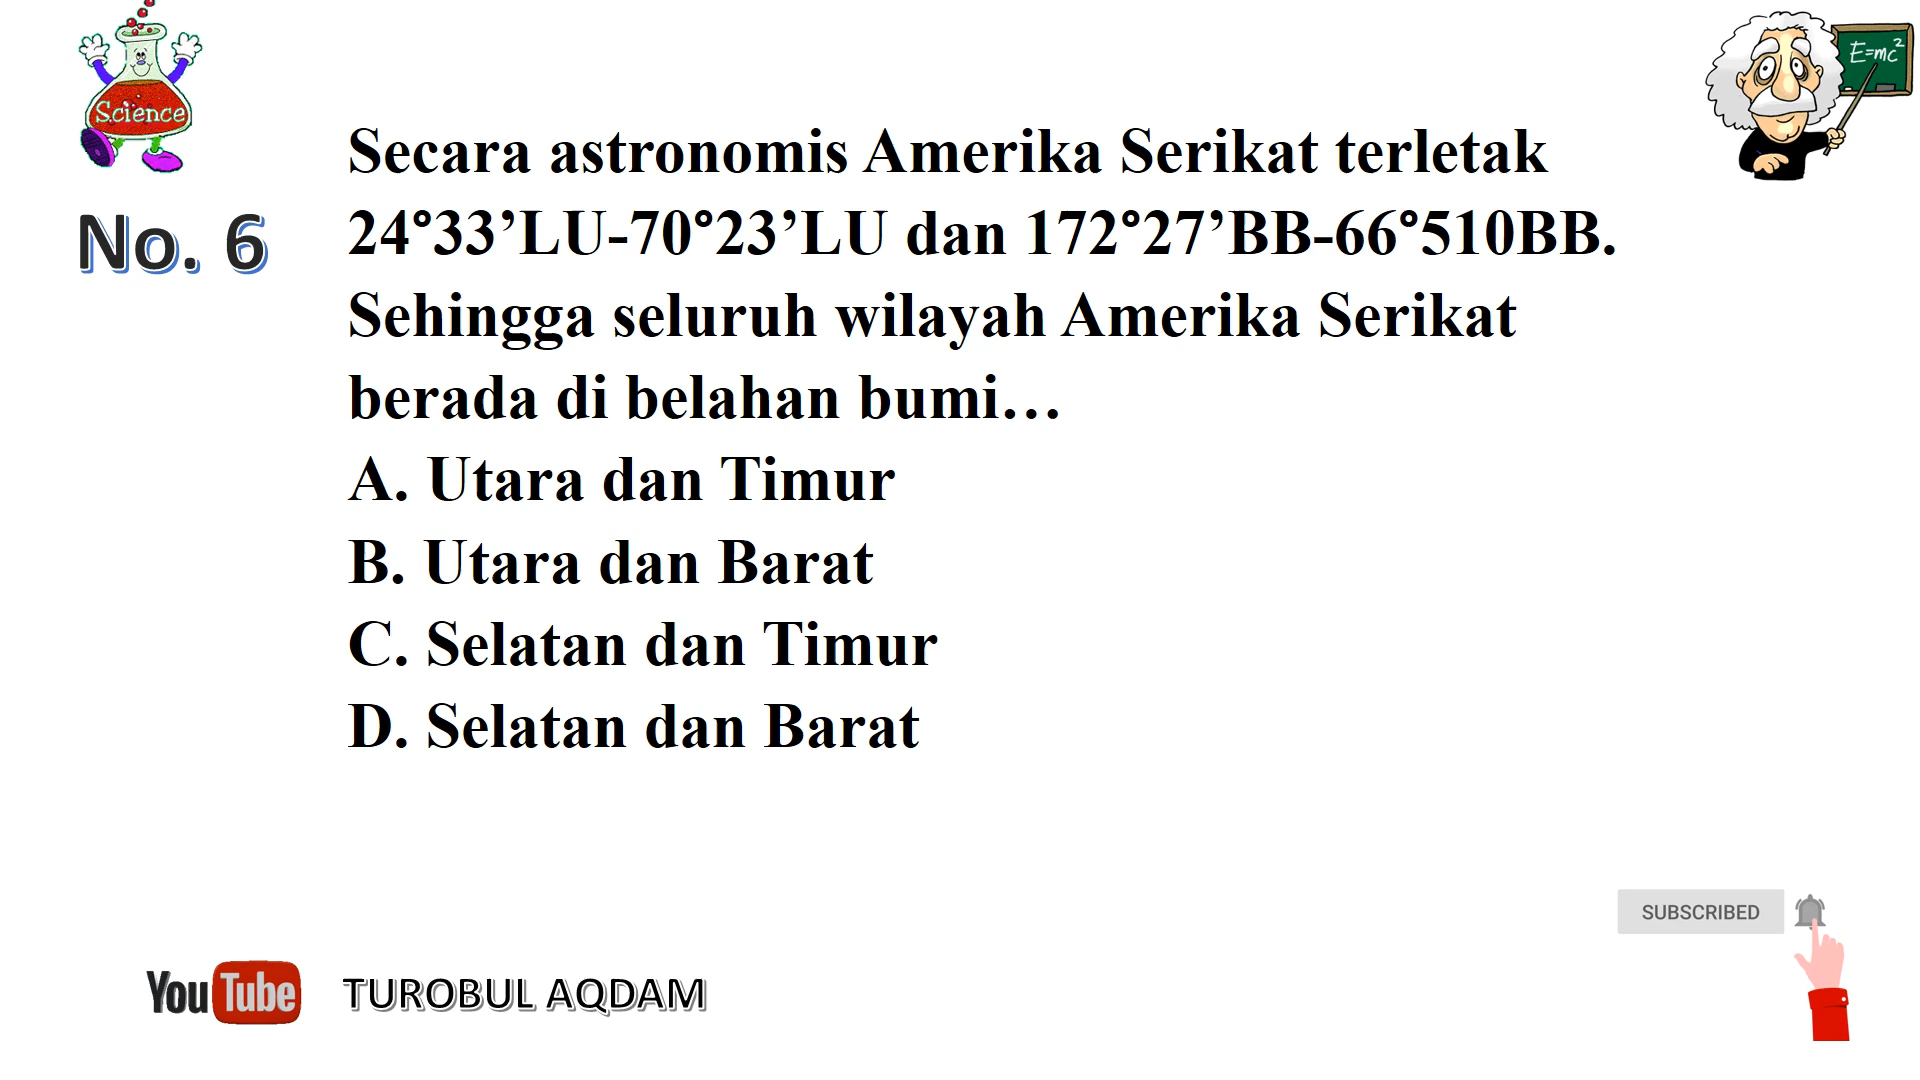 Science
E=mc²
No. 6
Secara astronomis Amerika Serikat terletak
24°33’LU-70°23’LU dan 172°27’BB-66°510BB.
Sehingga seluruh wilayah Amerika Serikat
berada di belahan bumi…
A. Utara dan Timur
B. Utara dan Barat
C. Selatan dan Timur
D. Selatan dan Barat
SUBSCRIBED
YouTube TUROBUL AQDAM